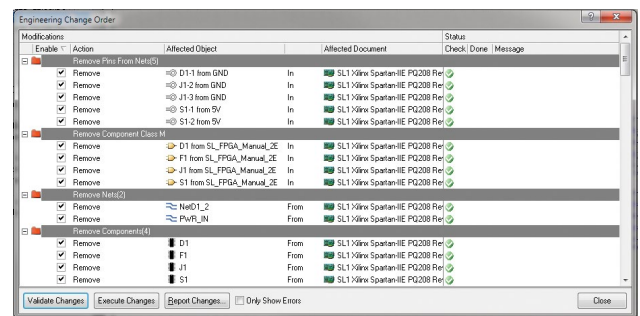 Engineering Change Order
Modifications Status
Enable Action Affected Object Affected Document Check Done Message
Remove Pins From Nets(5)
Remove D1-1 from GND In SL1 Xilinx Spartan-IIE PQ208 Re
Remove J1-2 from GND In SL1 Xilinx Spartan-IIE PQ208 Re
Remove J1-3 from GND In SL1 Xilinx Spartan-IIE PQ208 Re
Remove S1-1 from 5V In SL1 Xilinx Spartan-IIE PQ208 Re
Remove S1-2 from 5V In SL1 Xilinx Spartan-IIE PQ208 Re
Remove Component Class M
Remove D1 from SL_FPGA_Manual_2E In SL1 Xilinx Spartan-IIE PQ208 Re
Remove F1 from SL_FPGA_Manual_2E In SL1 Xilinx Spartan-IIE PQ208 Re
Remove J1 from SL_FPGA_Manual_2E In SL1 Xilinx Spartan-IIE PQ208 Re
Remove S1 from SL_FPGA_Manual_2E In SL1 Xilinx Spartan-IIE PQ208 Re
Remove Nets(2)
Remove NetD1_2 From SL1 Xilinx Spartan-IIE PQ208 Re
Remove PWR_IN From SL1 Xilinx Spartan-IIE PQ208 Re
Remove Components(4)
Remove D1 From SL1 Xilinx Spartan-IIE PQ208 Re
Remove F1 From SL1 Xilinx Spartan-IIE PQ208 Re
Remove J1 From SL1 Xilinx Spartan-IIE PQ208 Re
Remove S1 From SL1 Xilinx Spartan-IIE PQ208 Re
Validate Changes Execute Changes Report Changes... Only Show Errors Close